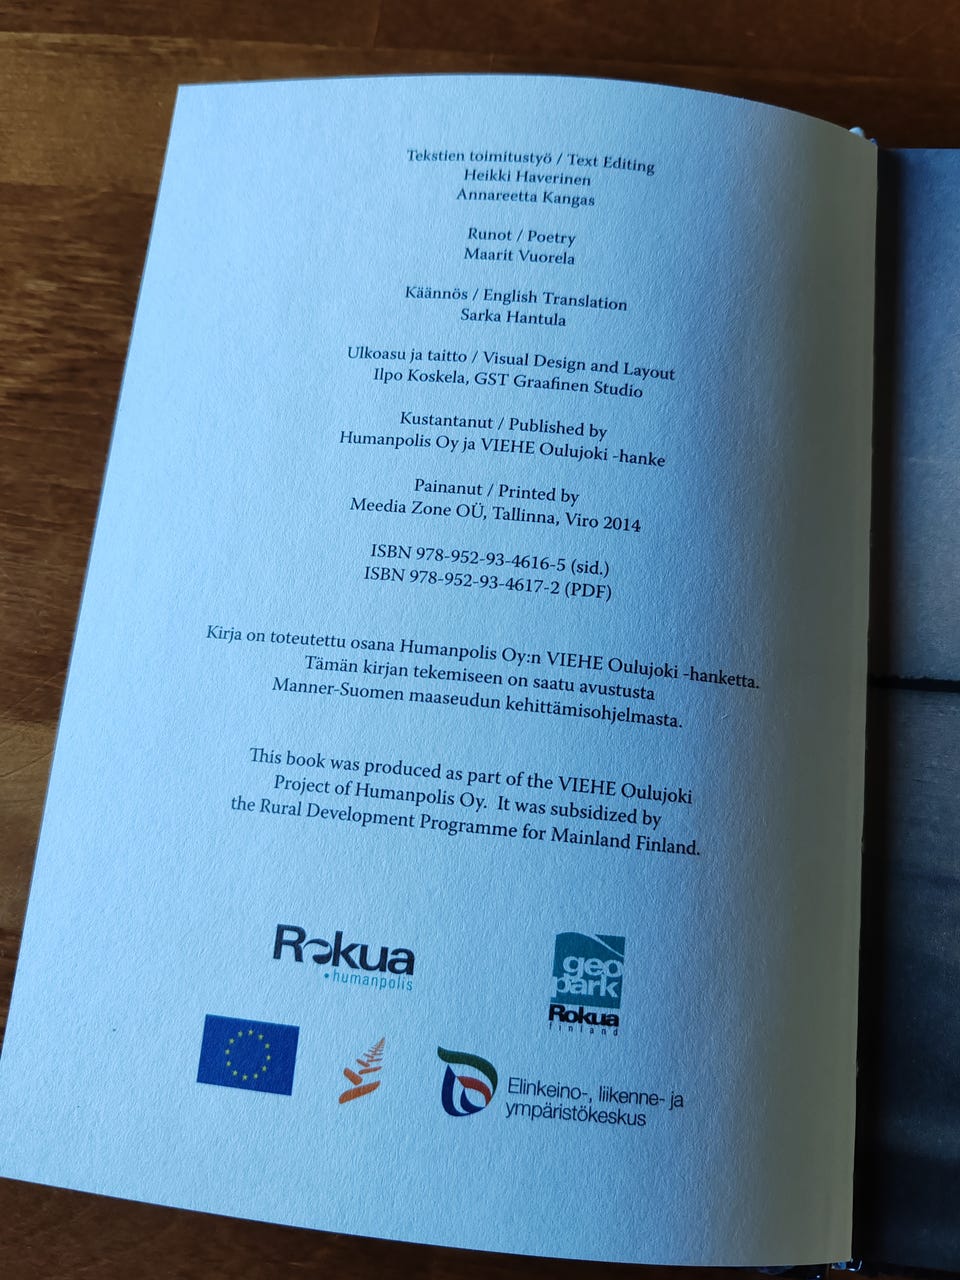 Tekstien toimitustyö / Text Editing
Heikki Haverinen
Annareetta Kangas
Runot / Poetry
Maarit Vuorela
Käännös / English Translation
Sarka Hantula
Ulkoasu ja taitto / Visual Design and Layout
Ilpo Koskela, GST Graafinen Studio
Kustantanut / Published by
Humanpolis Oy ja VIEHE Oulujoki -hanke
Painanut / Printed by
Meedia Zone OÜ, Tallinna, Viro 2014
ISBN 978-952-93-4616-5 (sid.)
ISBN 978-952-93-4617-2 (PDF)
Kirja on toteutettu osana Humanpolis Oy:n VIEHE Oulujoki -hanketta.
Tämän kirjan tekemiseen on saatu avustusta
Manner-Suomen maaseudun kehittämisohjelmasta.
This book was produced as part of the VIEHE Oulujoki
Project of Humanpolis Oy. It was subsidized by
the Rural Development Programme for Mainland Finland.
Rokua
humanpolis
geo
park
Rokua
finland
Elinkeino-, liikenne- ja
ympäristökeskus